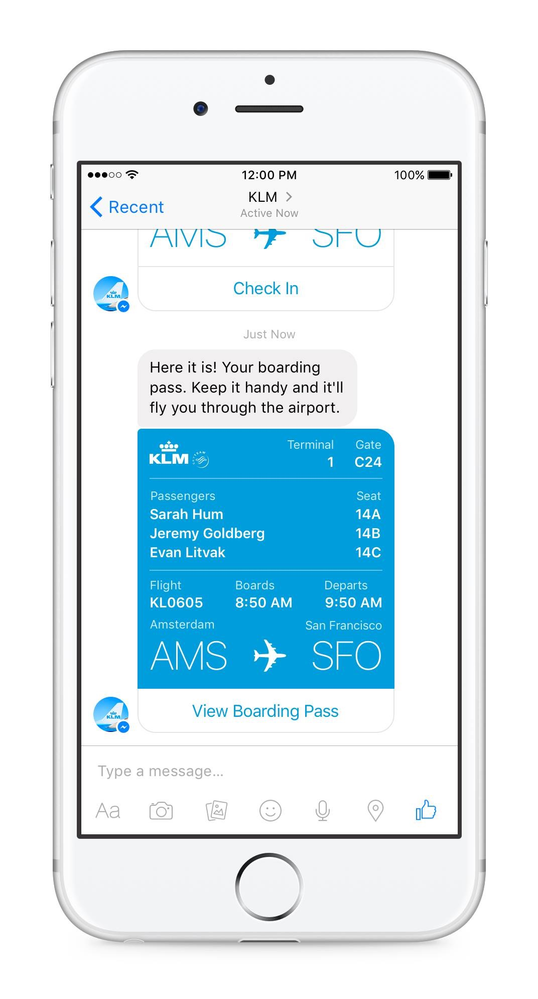 12:00 PM
100%
Recent
KLM
Active Now
AMS SFO
KLM
Check In
Just Now
Here it is! Your boarding
pass. Keep it handy and it'll
fly you through the airport.
Terminal Gate
KLM SKYTEAM 1 C24
Passengers Seat
Sarah Hum 14A
Jeremy Goldberg 14B
Evan Litvak 14C
Flight Boards Departs
KL0605 8:50 AM 9:50 AM
Amsterdam San Francisco
AMS SFO
KLM
View Boarding Pass
Type a message...
Aa